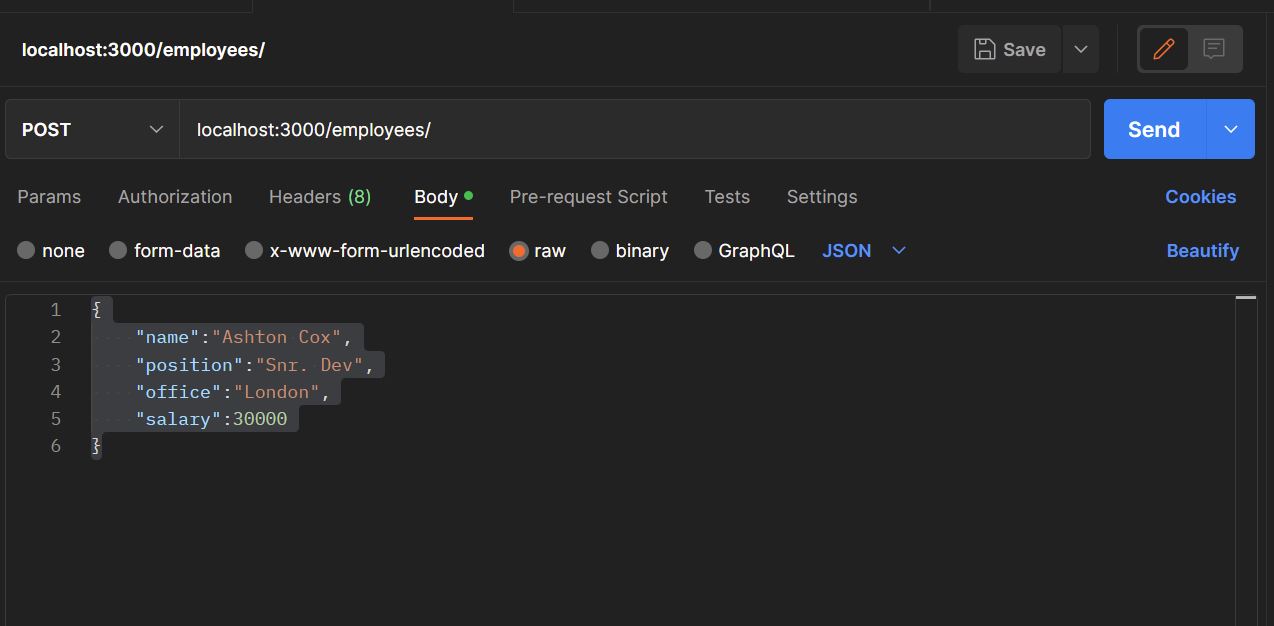 localhost:3000/employees/ Save
POST localhost:3000/employees/ Send
Params Authorization Headers (8) Body Pre-request Script Tests Settings Cookies
none form-data x-www-form-urlencoded raw binary GraphQL JSON Beautify
1 {
2 "name":"Ashton Cox",
3 "position":"Snr. Dev",
4 "office":"London",
5 "salary":30000
6 }